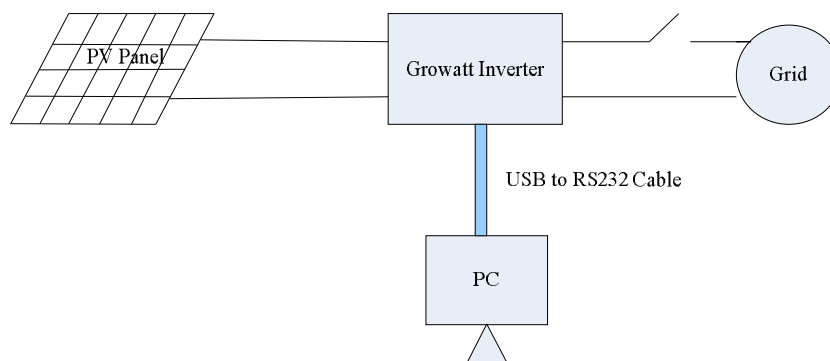 PV Panel
Growatt Inverter
Grid
USB to RS232 Cable
PC